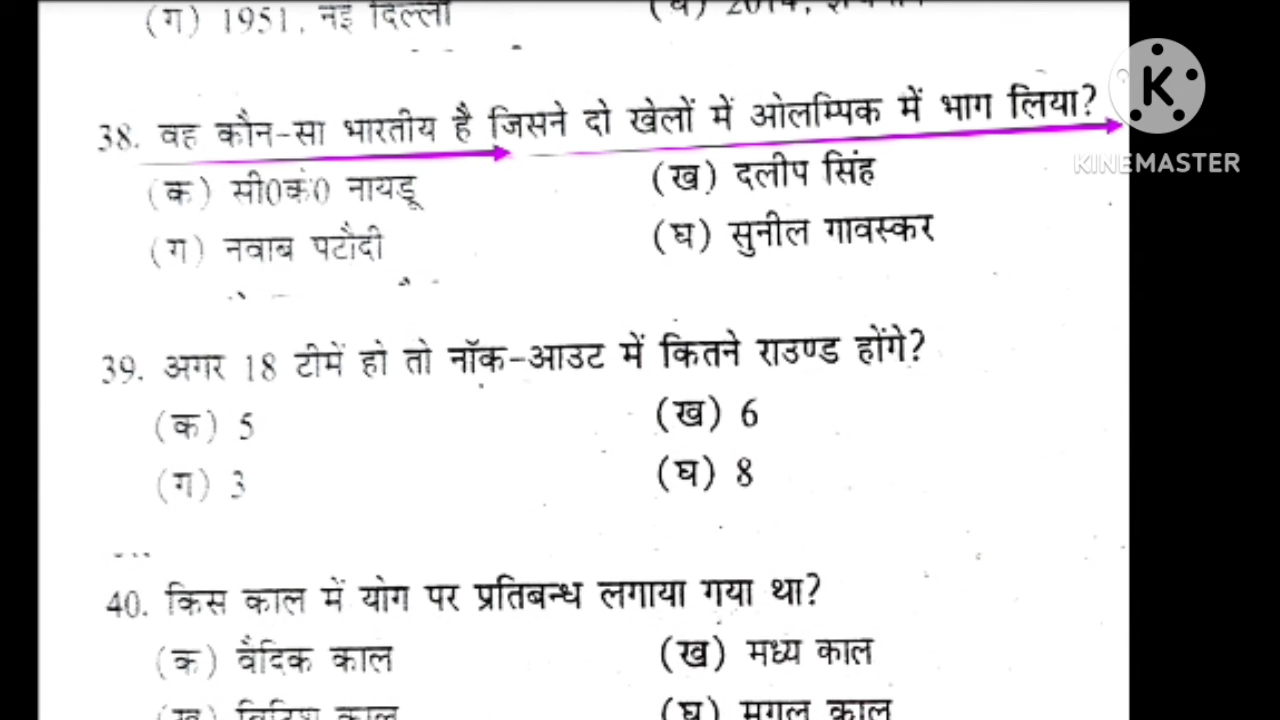 (ग) 1951, नई दिल्ली
38. वह कौन-सा भारतीय है जिसने दो खेलों में ओलम्पिक में भाग लिया?
(क) सी0के0 नायडू (ख) दलीप सिंह
(ग) नवाब पटौदी (घ) सुनील गावस्कर
39. अगर 18 टीमें हो तो नॉक-आउट में कितने राउण्ड होंगे?
(क) 5 (ख) 6
(ग) 3 (घ) 8
40. किस काल में योग पर प्रतिबन्ध लगाया गया था?
(क) वैदिक काल (ख) मध्य काल
ब्रिटिश काल (घ) मुगल काल
K
KINEMASTER